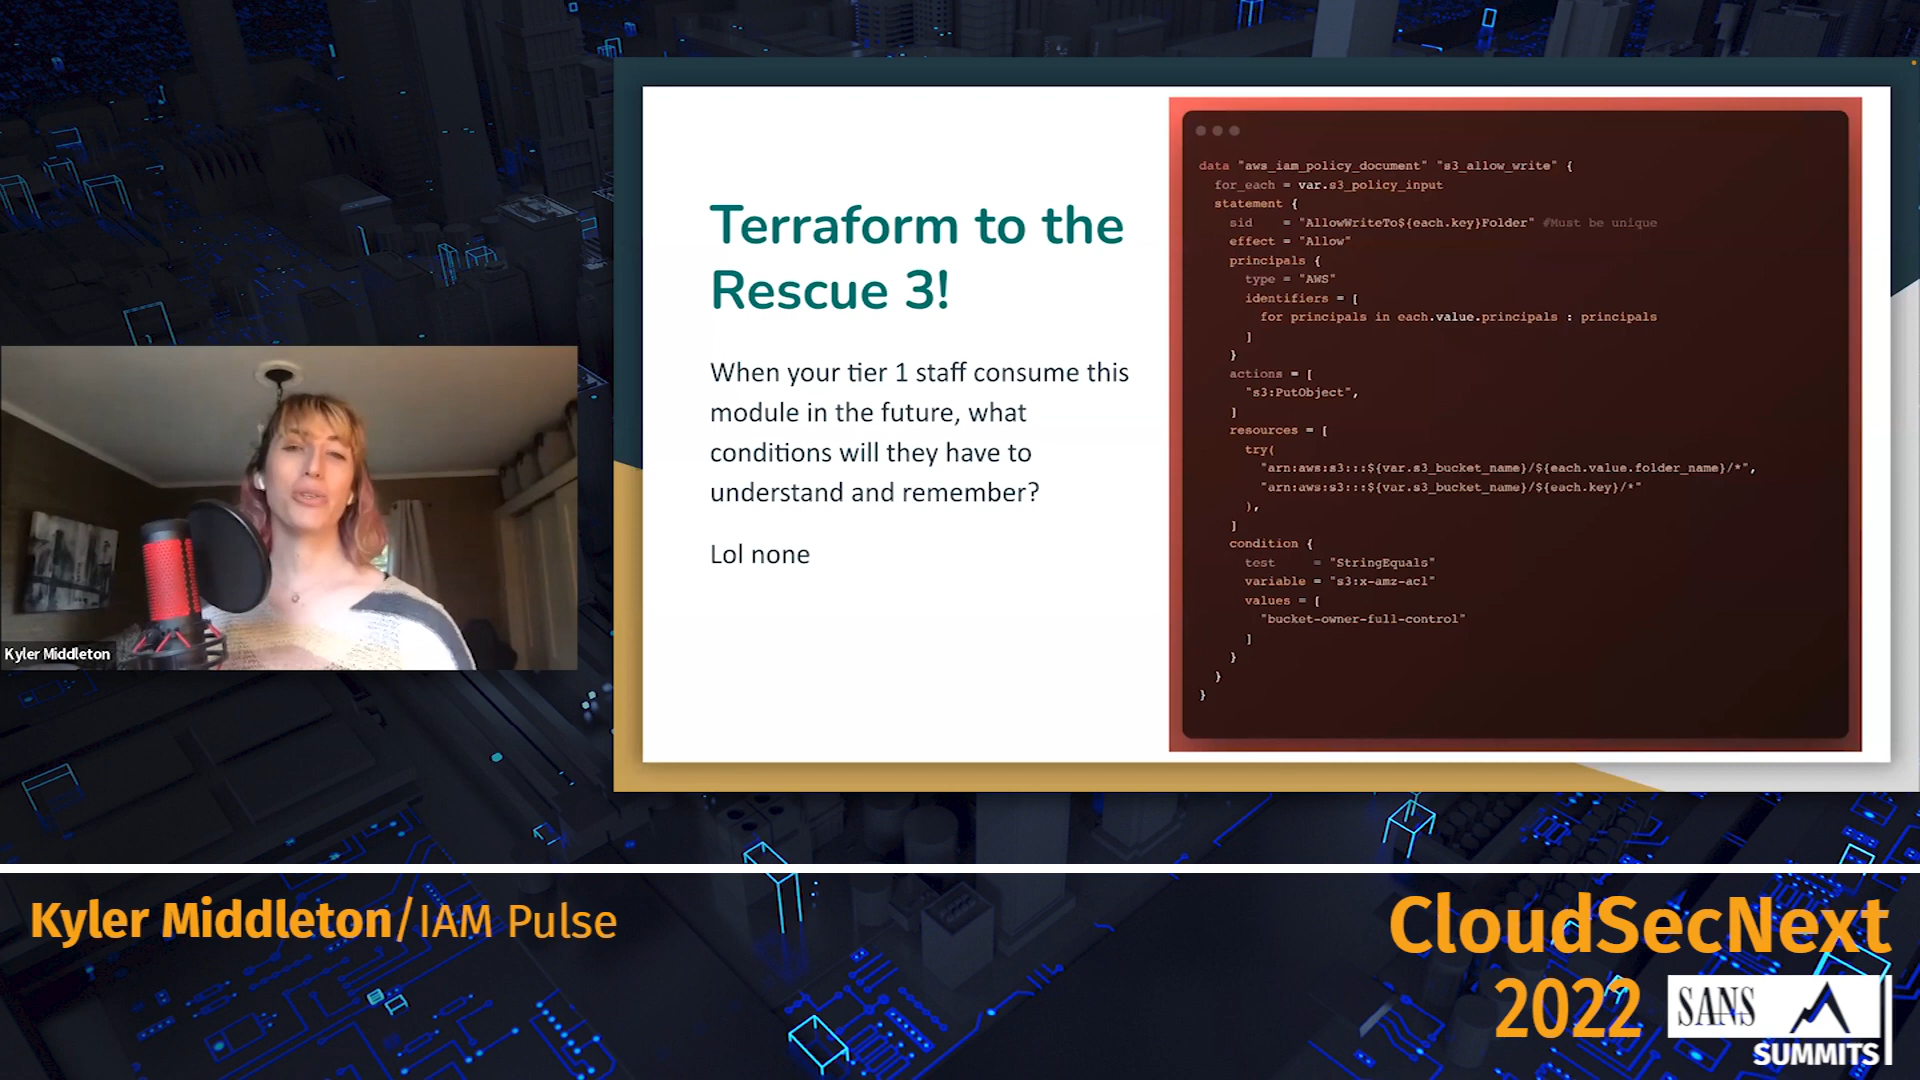 Terraform to the
Rescue 3!
When your tier 1 staff consume this
module in the future, what
conditions will they have to
understand and remember?
Lol none
data "aws_iam_policy_document" "s3_allow_write" {
for_each = var.s3_policy_input
statement {
sid = "AllowWriteTo${each.key}Folder" #Must be unique
effect = "Allow"
principals {
type = "AWS"
identifiers = [
for principals in each.value.principals : principals
]
}
actions = [
"s3:PutObject",
]
resources = [
try(
"arn:aws:s3:::${var.s3_bucket_name}/${each.value.folder_name}/*",
"arn:aws:s3:::${var.s3_bucket_name}/${each.key}/*"
),
]
condition {
test = "StringEquals"
variable = "s3:x-amz-acl"
values = [
"bucket-owner-full-control"
]
}
}
}
Kyler Middleton
Kyler Middleton/IAM Pulse
CloudSecNext
2022
SANS
SUMMITS